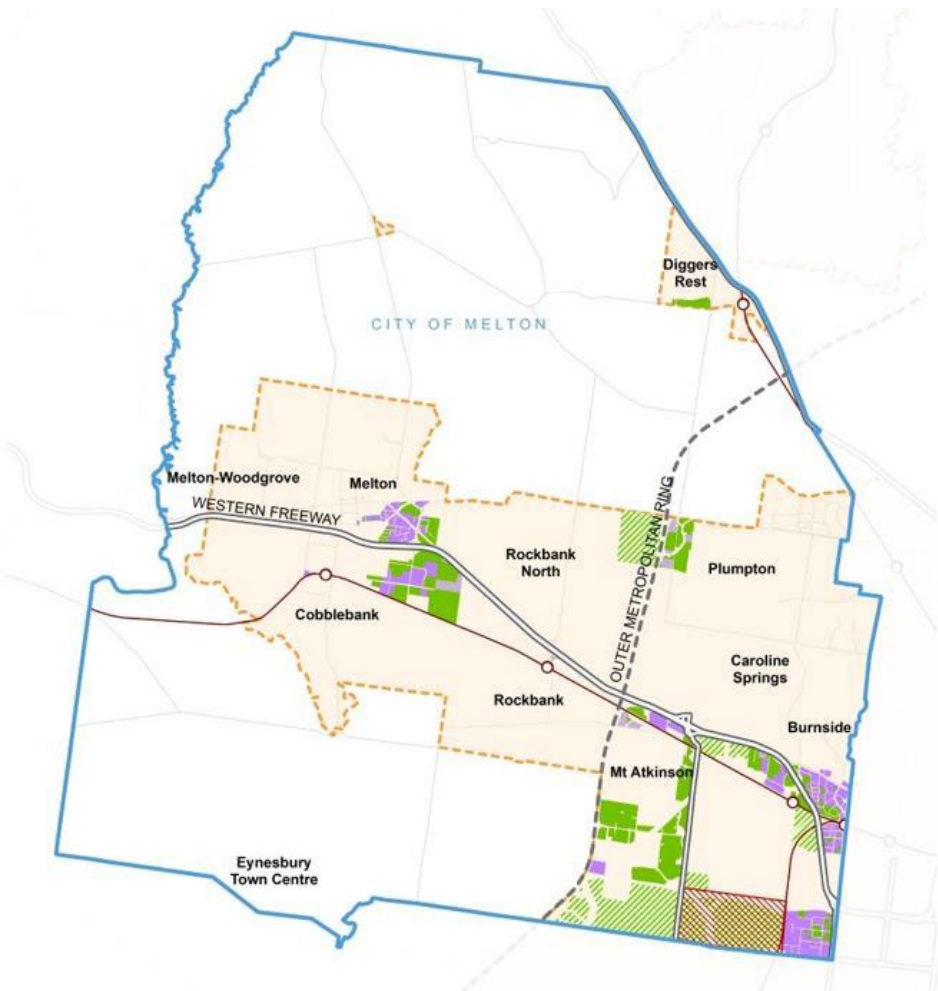 Diggers
Rest
CITY OF MELTON
Melton-Woodgrove
Melton
WESTERN FREEWAY
OUTER METROPOLITAN RING
Rockbank
North
Plumpton
Cobblebank
Caroline
Springs
Rockbank
Burnside
Mt Atkinson
Eynesbury
Town Centre